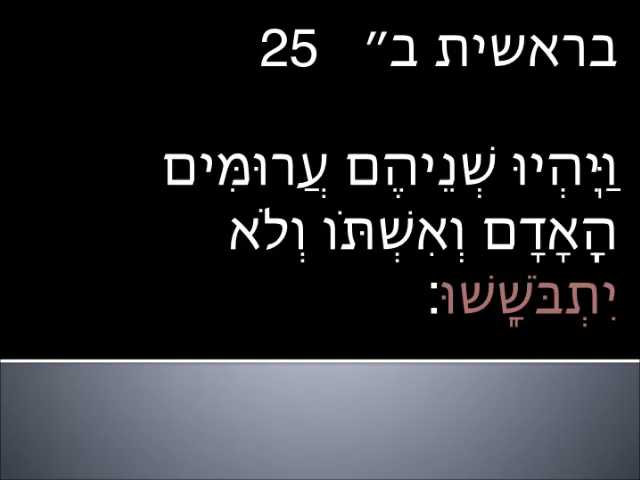 בראשית ב״ 25
וַיִּֽהְיוּ שְׁנֵיהֶם עֲרוּמִּים
הָֽאָדָם וְאִשְׁתֹּו וְלֹא
יִתְבֹּשָֽׁשׁוּ׃